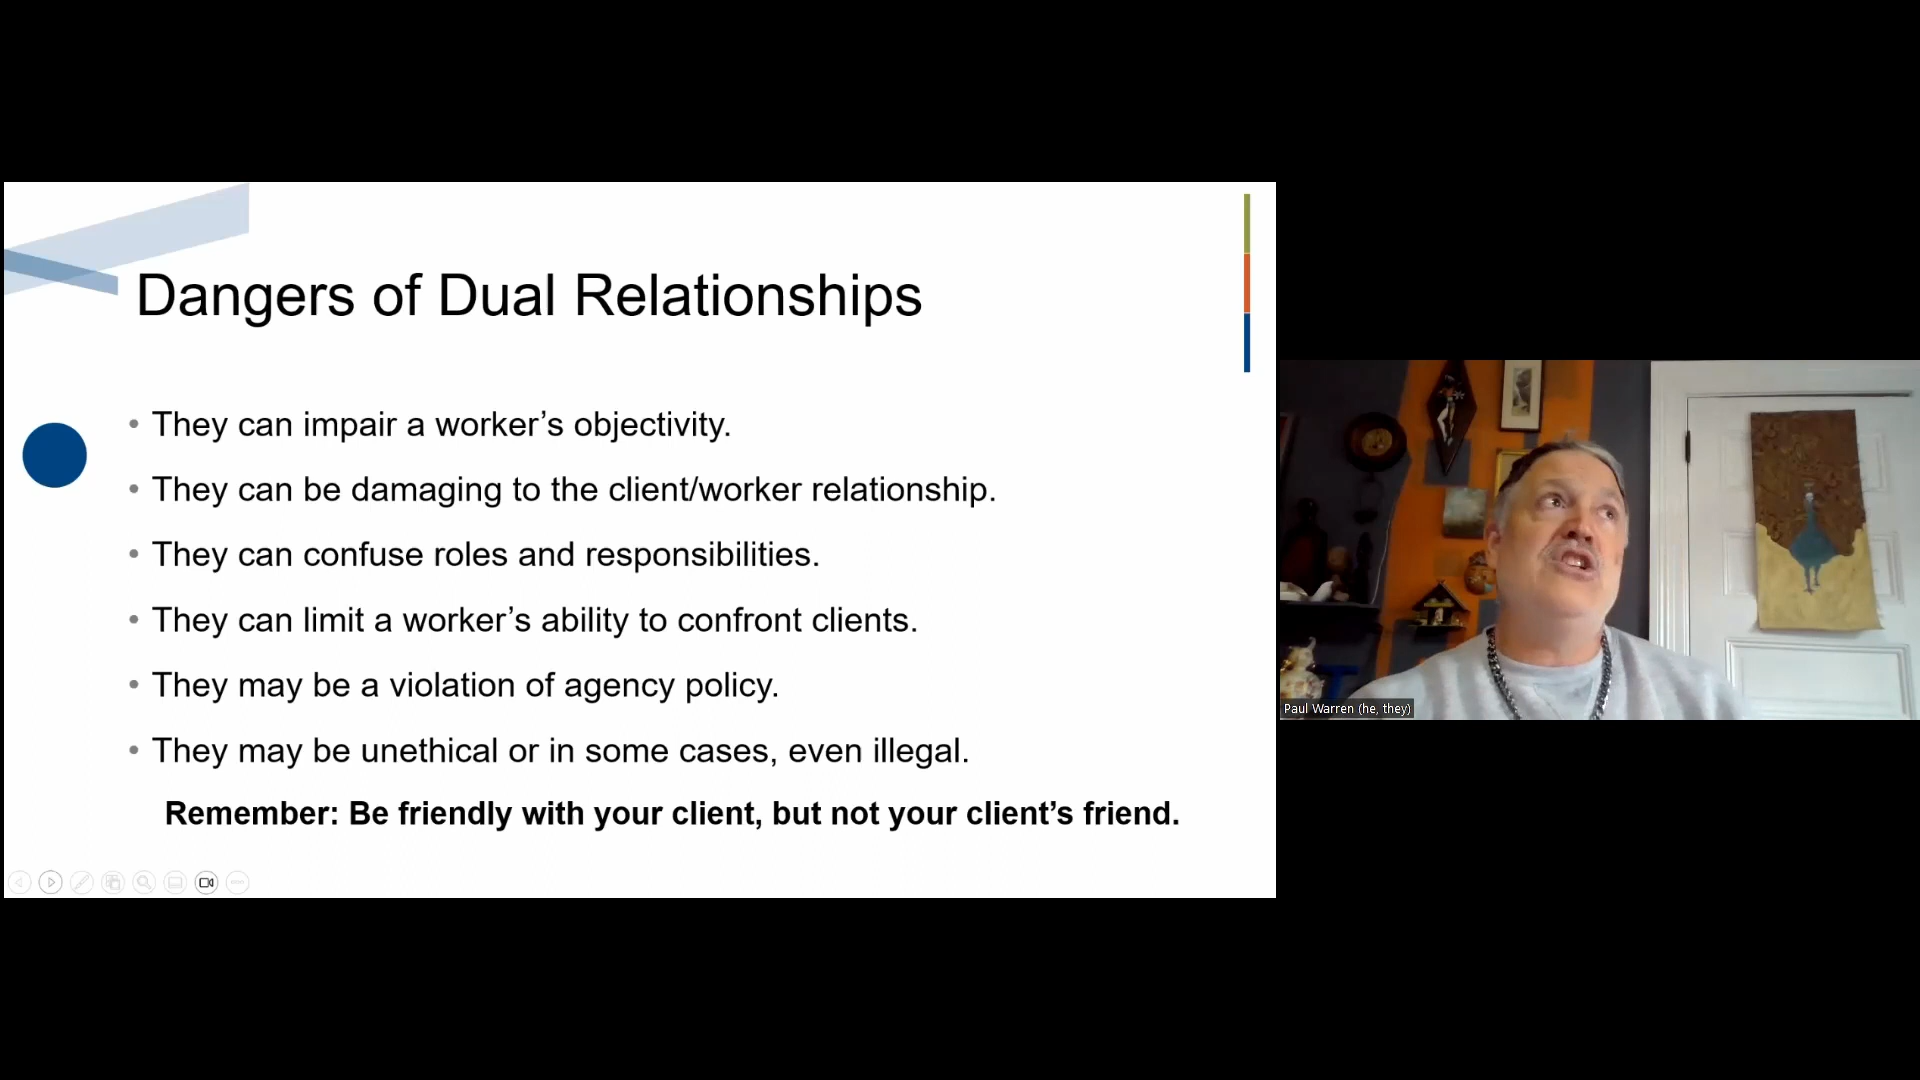 Dangers of Dual Relationships
• They can impair a worker’s objectivity.
• They can be damaging to the client/worker relationship.
• They can confuse roles and responsibilities.
• They can limit a worker’s ability to confront clients.
• They may be a violation of agency policy.
• They may be unethical or in some cases, even illegal.
Remember: Be friendly with your client, but not your client’s friend.
Paul Warren (he, they)